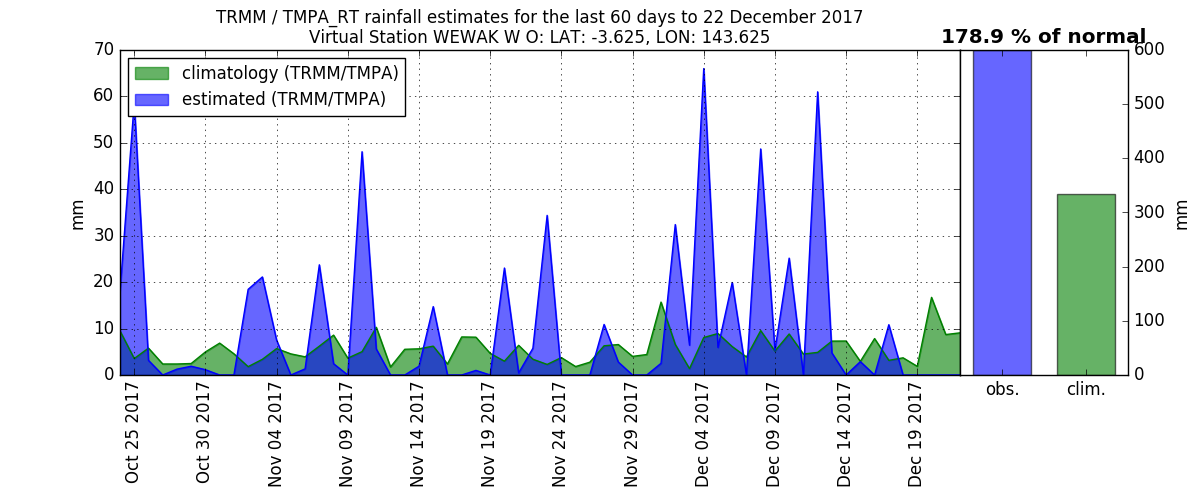 TRMM / TMPA_RT rainfall estimates for the last 60 days to 22 December 2017
Virtual Station WEWAK W O: LAT: -3.625, LON: 143.625
178.9 % of normal
climatology (TRMM/TMPA)
estimated (TRMM/TMPA)
70
60
50
40
30
20
10
0
mm
Oct 25 2017
Oct 30 2017
Nov 04 2017
Nov 09 2017
Nov 14 2017
Nov 19 2017
Nov 24 2017
Nov 29 2017
Dec 04 2017
Dec 09 2017
Dec 14 2017
Dec 19 2017
obs.
clim.
600
500
400
300
200
100
0
mm